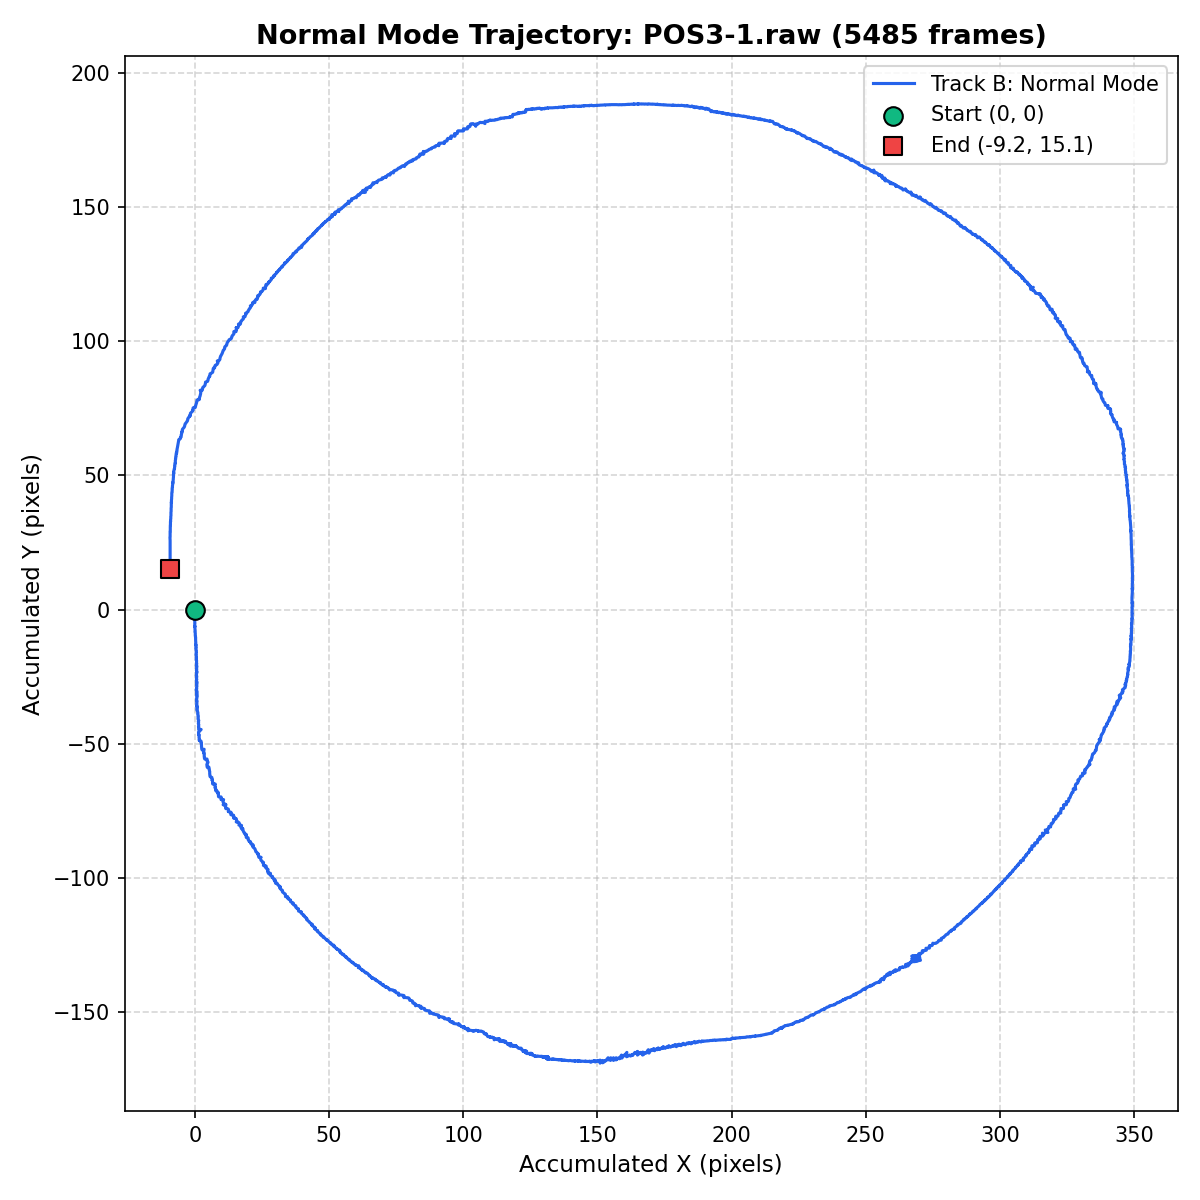 Normal Mode Trajectory: POS3-1.raw (5485 frames)
Track B: Normal Mode
Start (0, 0)
End (-9.2, 15.1)
Accumulated Y (pixels)
200
150
100
50
0
−50
−100
−150
0 50 100 150 200 250 300 350
Accumulated X (pixels)